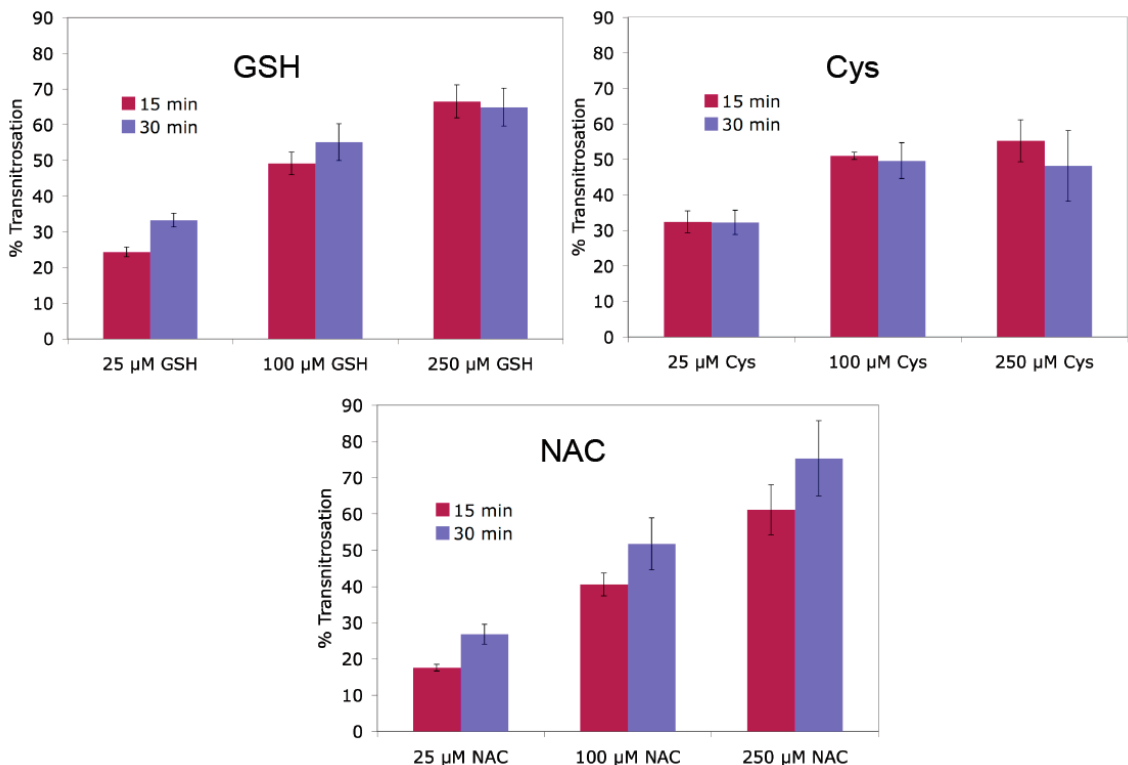 GSH
15 min
30 min
% Transnitrosation
90
80
70
60
50
40
30
20
10
0
25 µM GSH 100 µM GSH 250 µM GSH
Cys
15 min
30 min
% Transnitrosation
90
80
70
60
50
40
30
20
10
0
25 µM Cys 100 µM Cys 250 µM Cys
NAC
15 min
30 min
% Transnitrosation
90
80
70
60
50
40
30
20
10
0
25 µM NAC 100 µM NAC 250 µM NAC